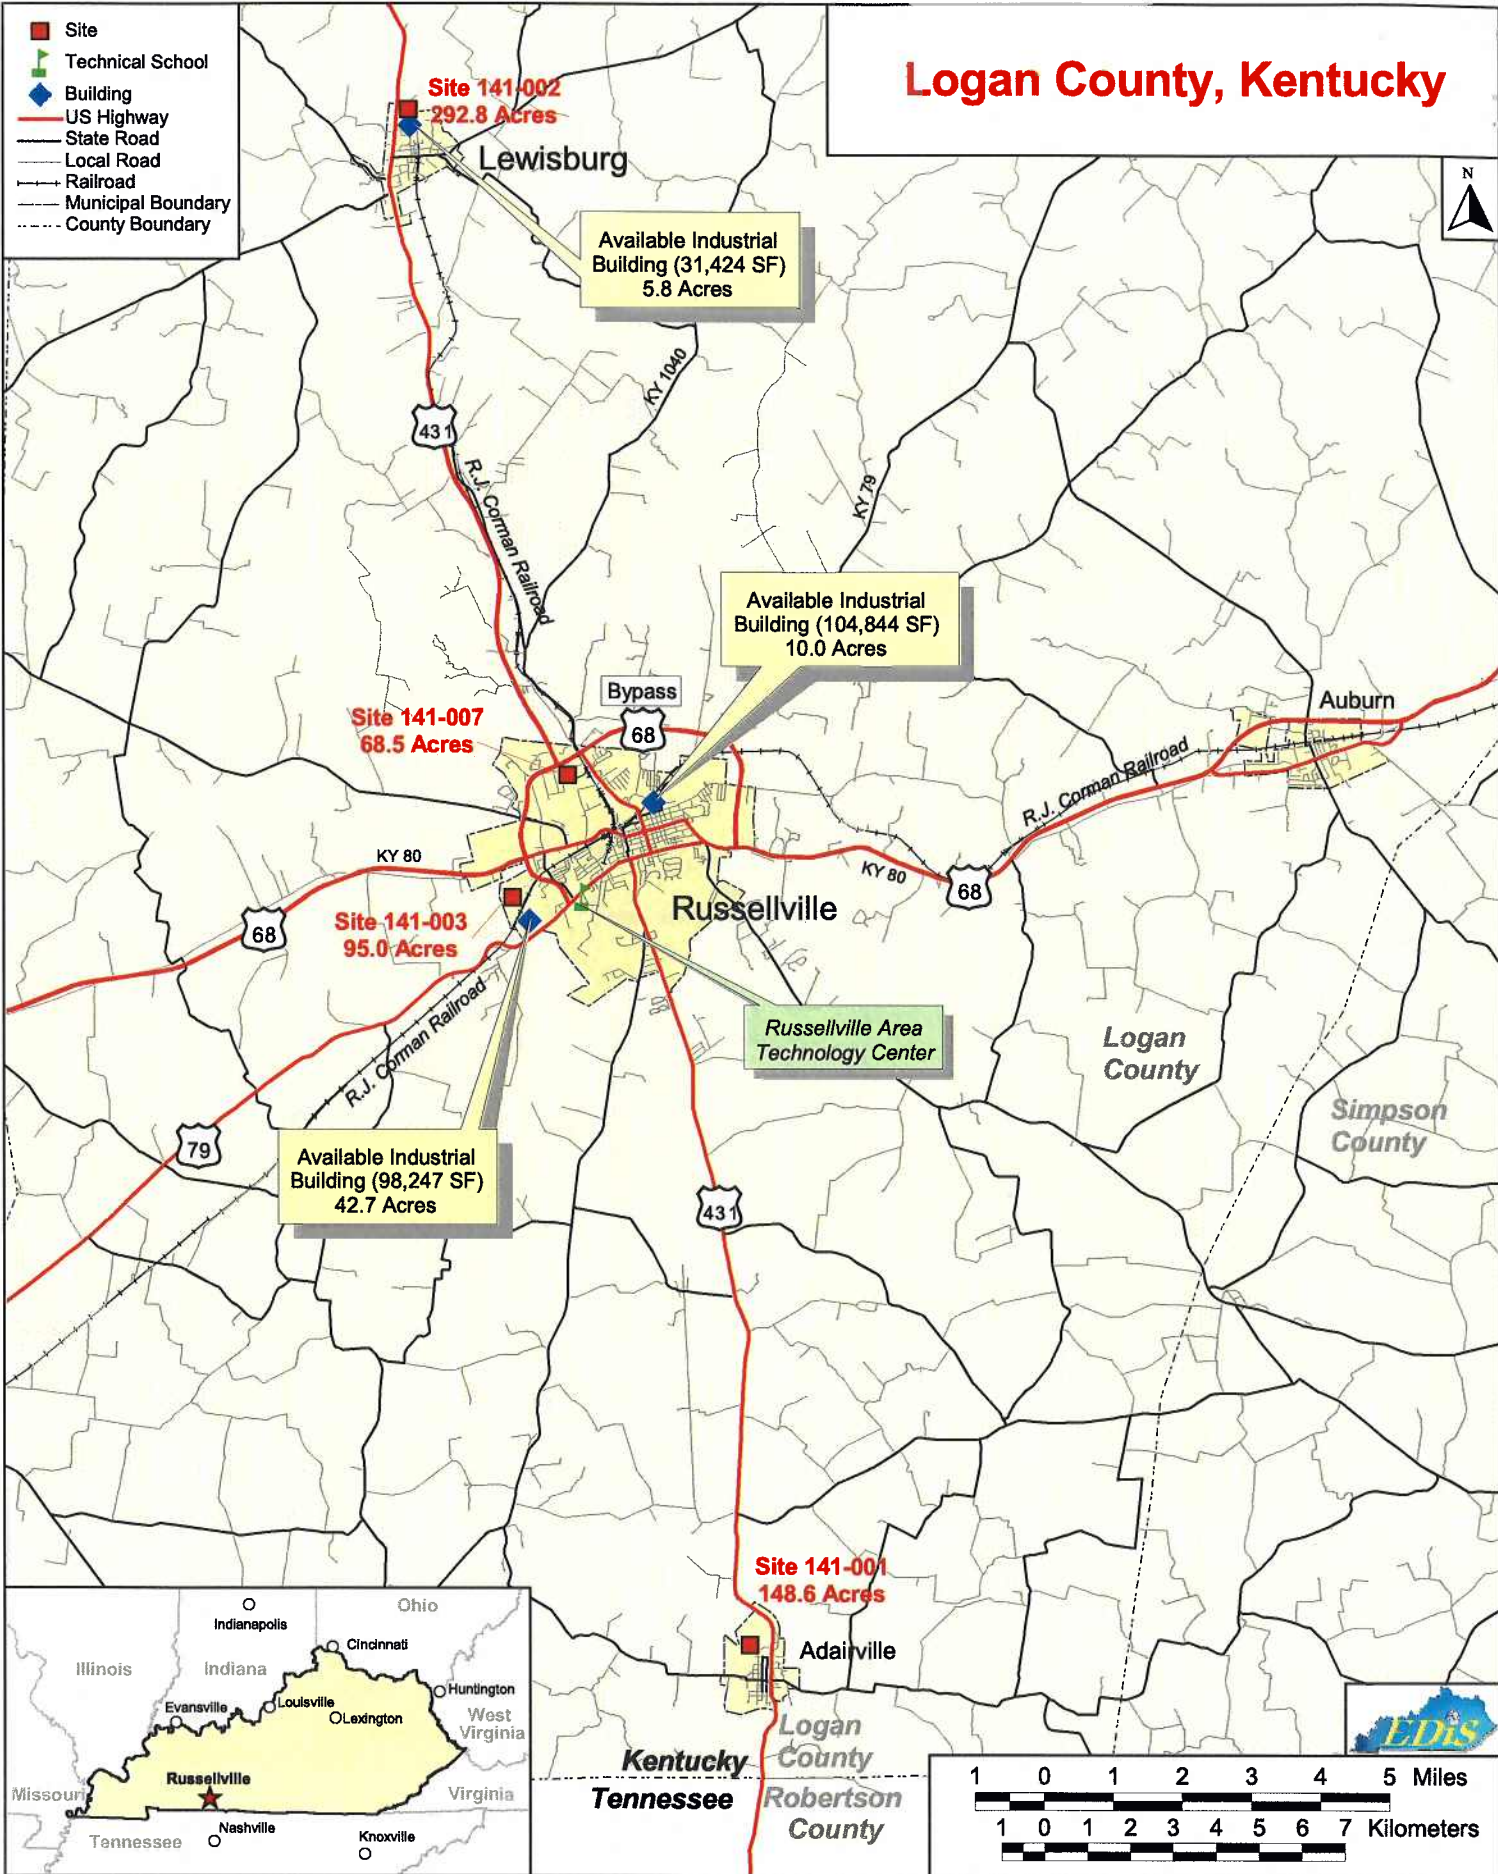 Logan County, Kentucky
Site
Technical School
Building
US Highway
State Road
Local Road
Railroad
Municipal Boundary
County Boundary
N
Site 141-002
292.8 Acres
Lewisburg
Available Industrial
Building (31,424 SF)
5.8 Acres
KY 1040
431
R.J. Corman Railroad
KY 79
Available Industrial
Building (104,844 SF)
10.0 Acres
Bypass
68
Auburn
Site 141-007
68.5 Acres
R.J. Corman Railroad
KY 80
KY 80
68
68
Russellville
Site 141-003
95.0 Acres
R.J. Corman Railroad
Russellville Area
Technology Center
Logan
County
Simpson
County
79
Available Industrial
Building (98,247 SF)
42.7 Acres
431
Site 141-001
148.6 Acres
Adairville
Logan
County
Kentucky
Tennessee
Robertson
County
Indianapolis
Ohio
Cincinnati
Illinois
Indiana
Huntington
Evansville
Louisville
Lexington
West
Virginia
Russellville
Missouri
Virginia
Tennessee
Nashville
Knoxville
EDiS
1 0 1 2 3 4 5 Miles
1 0 1 2 3 4 5 6 7 Kilometers